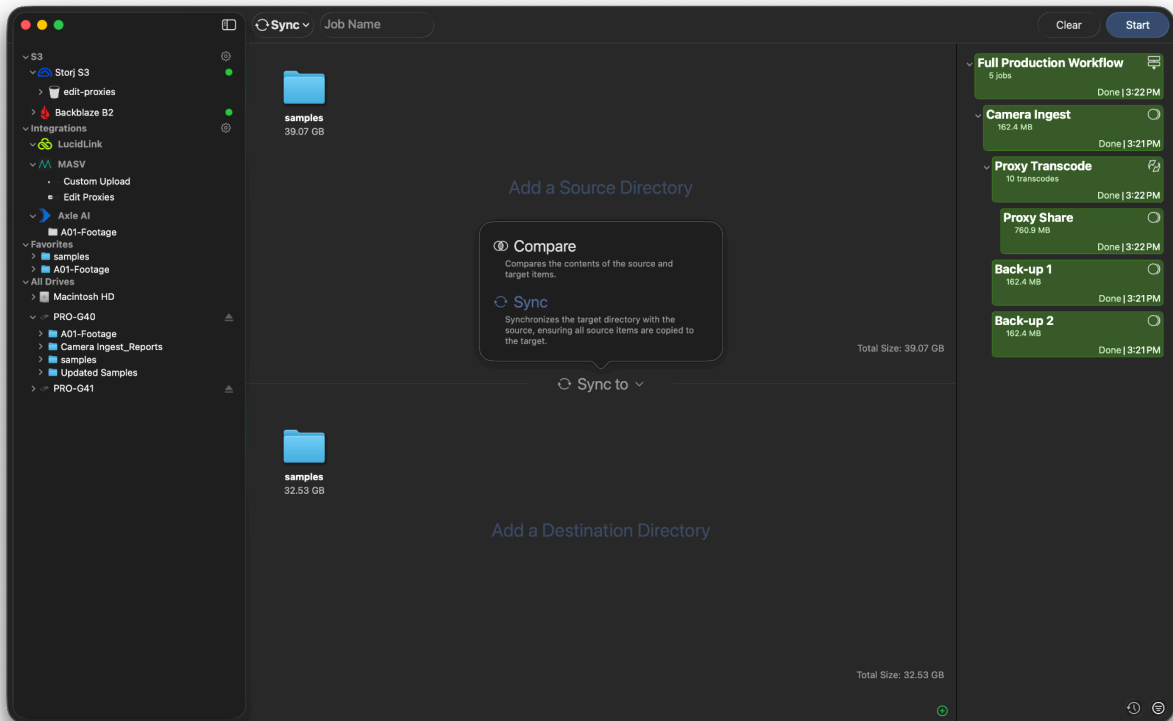 Sync
Job Name
Clear
Start
S3
Storj S3
edit-proxies
Backblaze B2
Integrations
LucidLink
MASV
Custom Upload
Edit Proxies
Axle AI
A01-Footage
Favorites
samples
A01-Footage
All Drives
Macintosh HD
PRO-G40
A01-Footage
Camera Ingest_Reports
samples
Updated Samples
PRO-G41
samples
39.07 GB
Add a Source Directory
Compare
Compares the contents of the source and
target items.
Sync
Synchronizes the target directory with the
source, ensuring all source items are copied to
the target.
Total Size: 39.07 GB
Sync to
samples
32.53 GB
Add a Destination Directory
Total Size: 32.53 GB
Full Production Workflow
5 jobs
Done | 3:22 PM
Camera Ingest
162.4 MB
Done | 3:21 PM
Proxy Transcode
10 transcodes
Done | 3:22 PM
Proxy Share
760.9 MB
Done | 3:22 PM
Back-up 1
162.4 MB
Done | 3:21 PM
Back-up 2
162.4 MB
Done | 3:21 PM